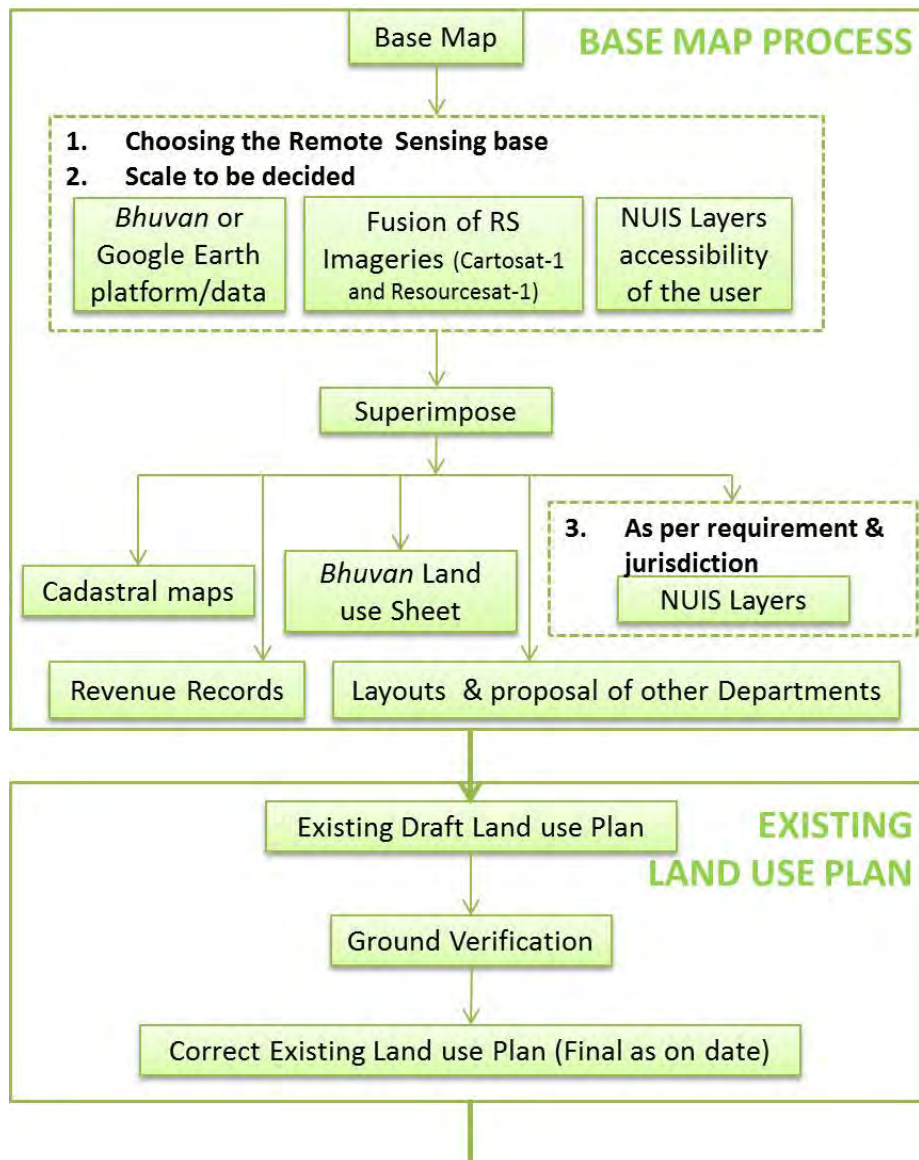 Base Map
BASE MAP PROCESS
1. Choosing the Remote Sensing base
2. Scale to be decided
Bhuvan or
Google Earth
platform/data
Fusion of RS
Imageries (Cartosat-1
and Resourcesat-1)
NUIS Layers
accessibility
of the user
Superimpose
Cadastral maps
Bhuvan Land
use Sheet
3. As per requirement &
jurisdiction
NUIS Layers
Revenue Records
Layouts & proposal of other Departments
Existing Draft Land use Plan
EXISTING
LAND USE PLAN
Ground Verification
Correct Existing Land use Plan (Final as on date)